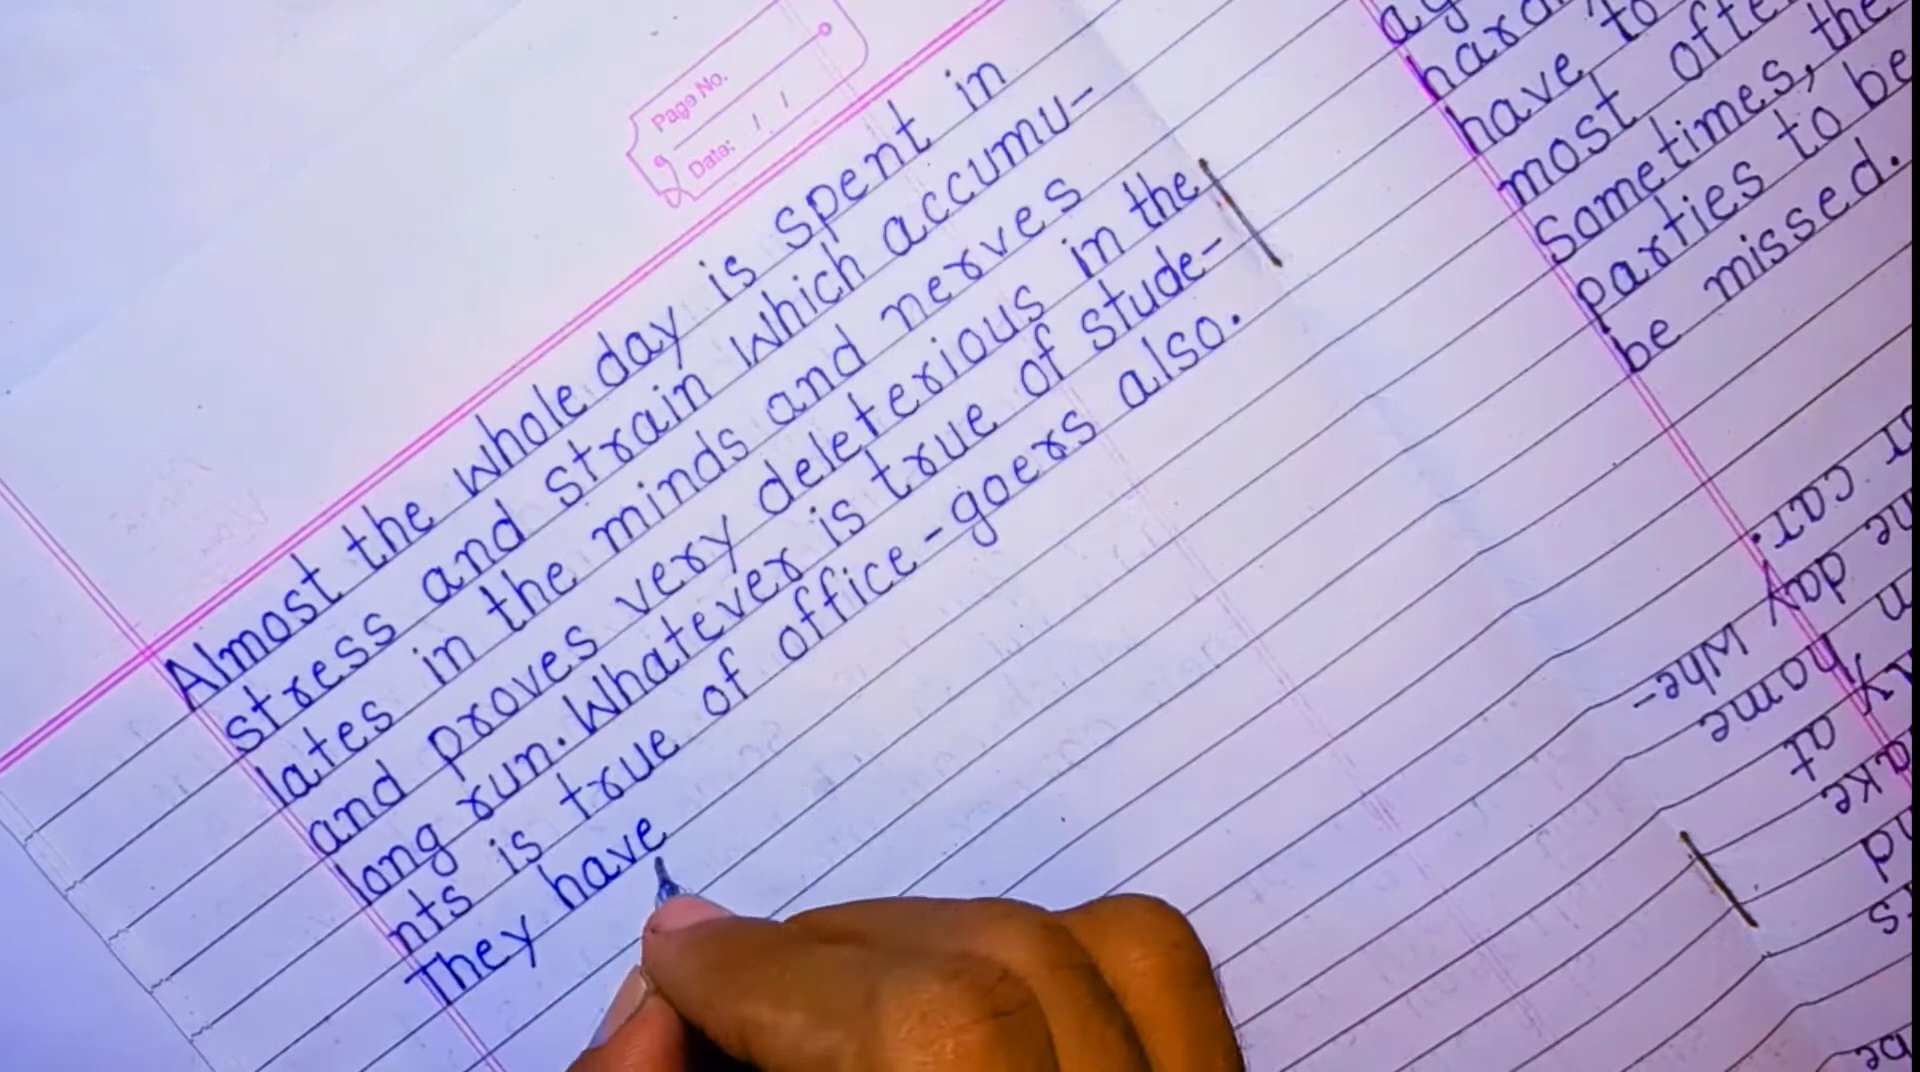 Page No.
Date: / /
Almost the whole day is spent in
stress and strain which accumu-
lates in the minds and nerves
and proves very deleterious in the
long run. Whatever is true of stude-
nts is true of office-goers also.
They have
have to
most
Sometimes, the
parties to be
be missed.
car.
day whe-
home
at